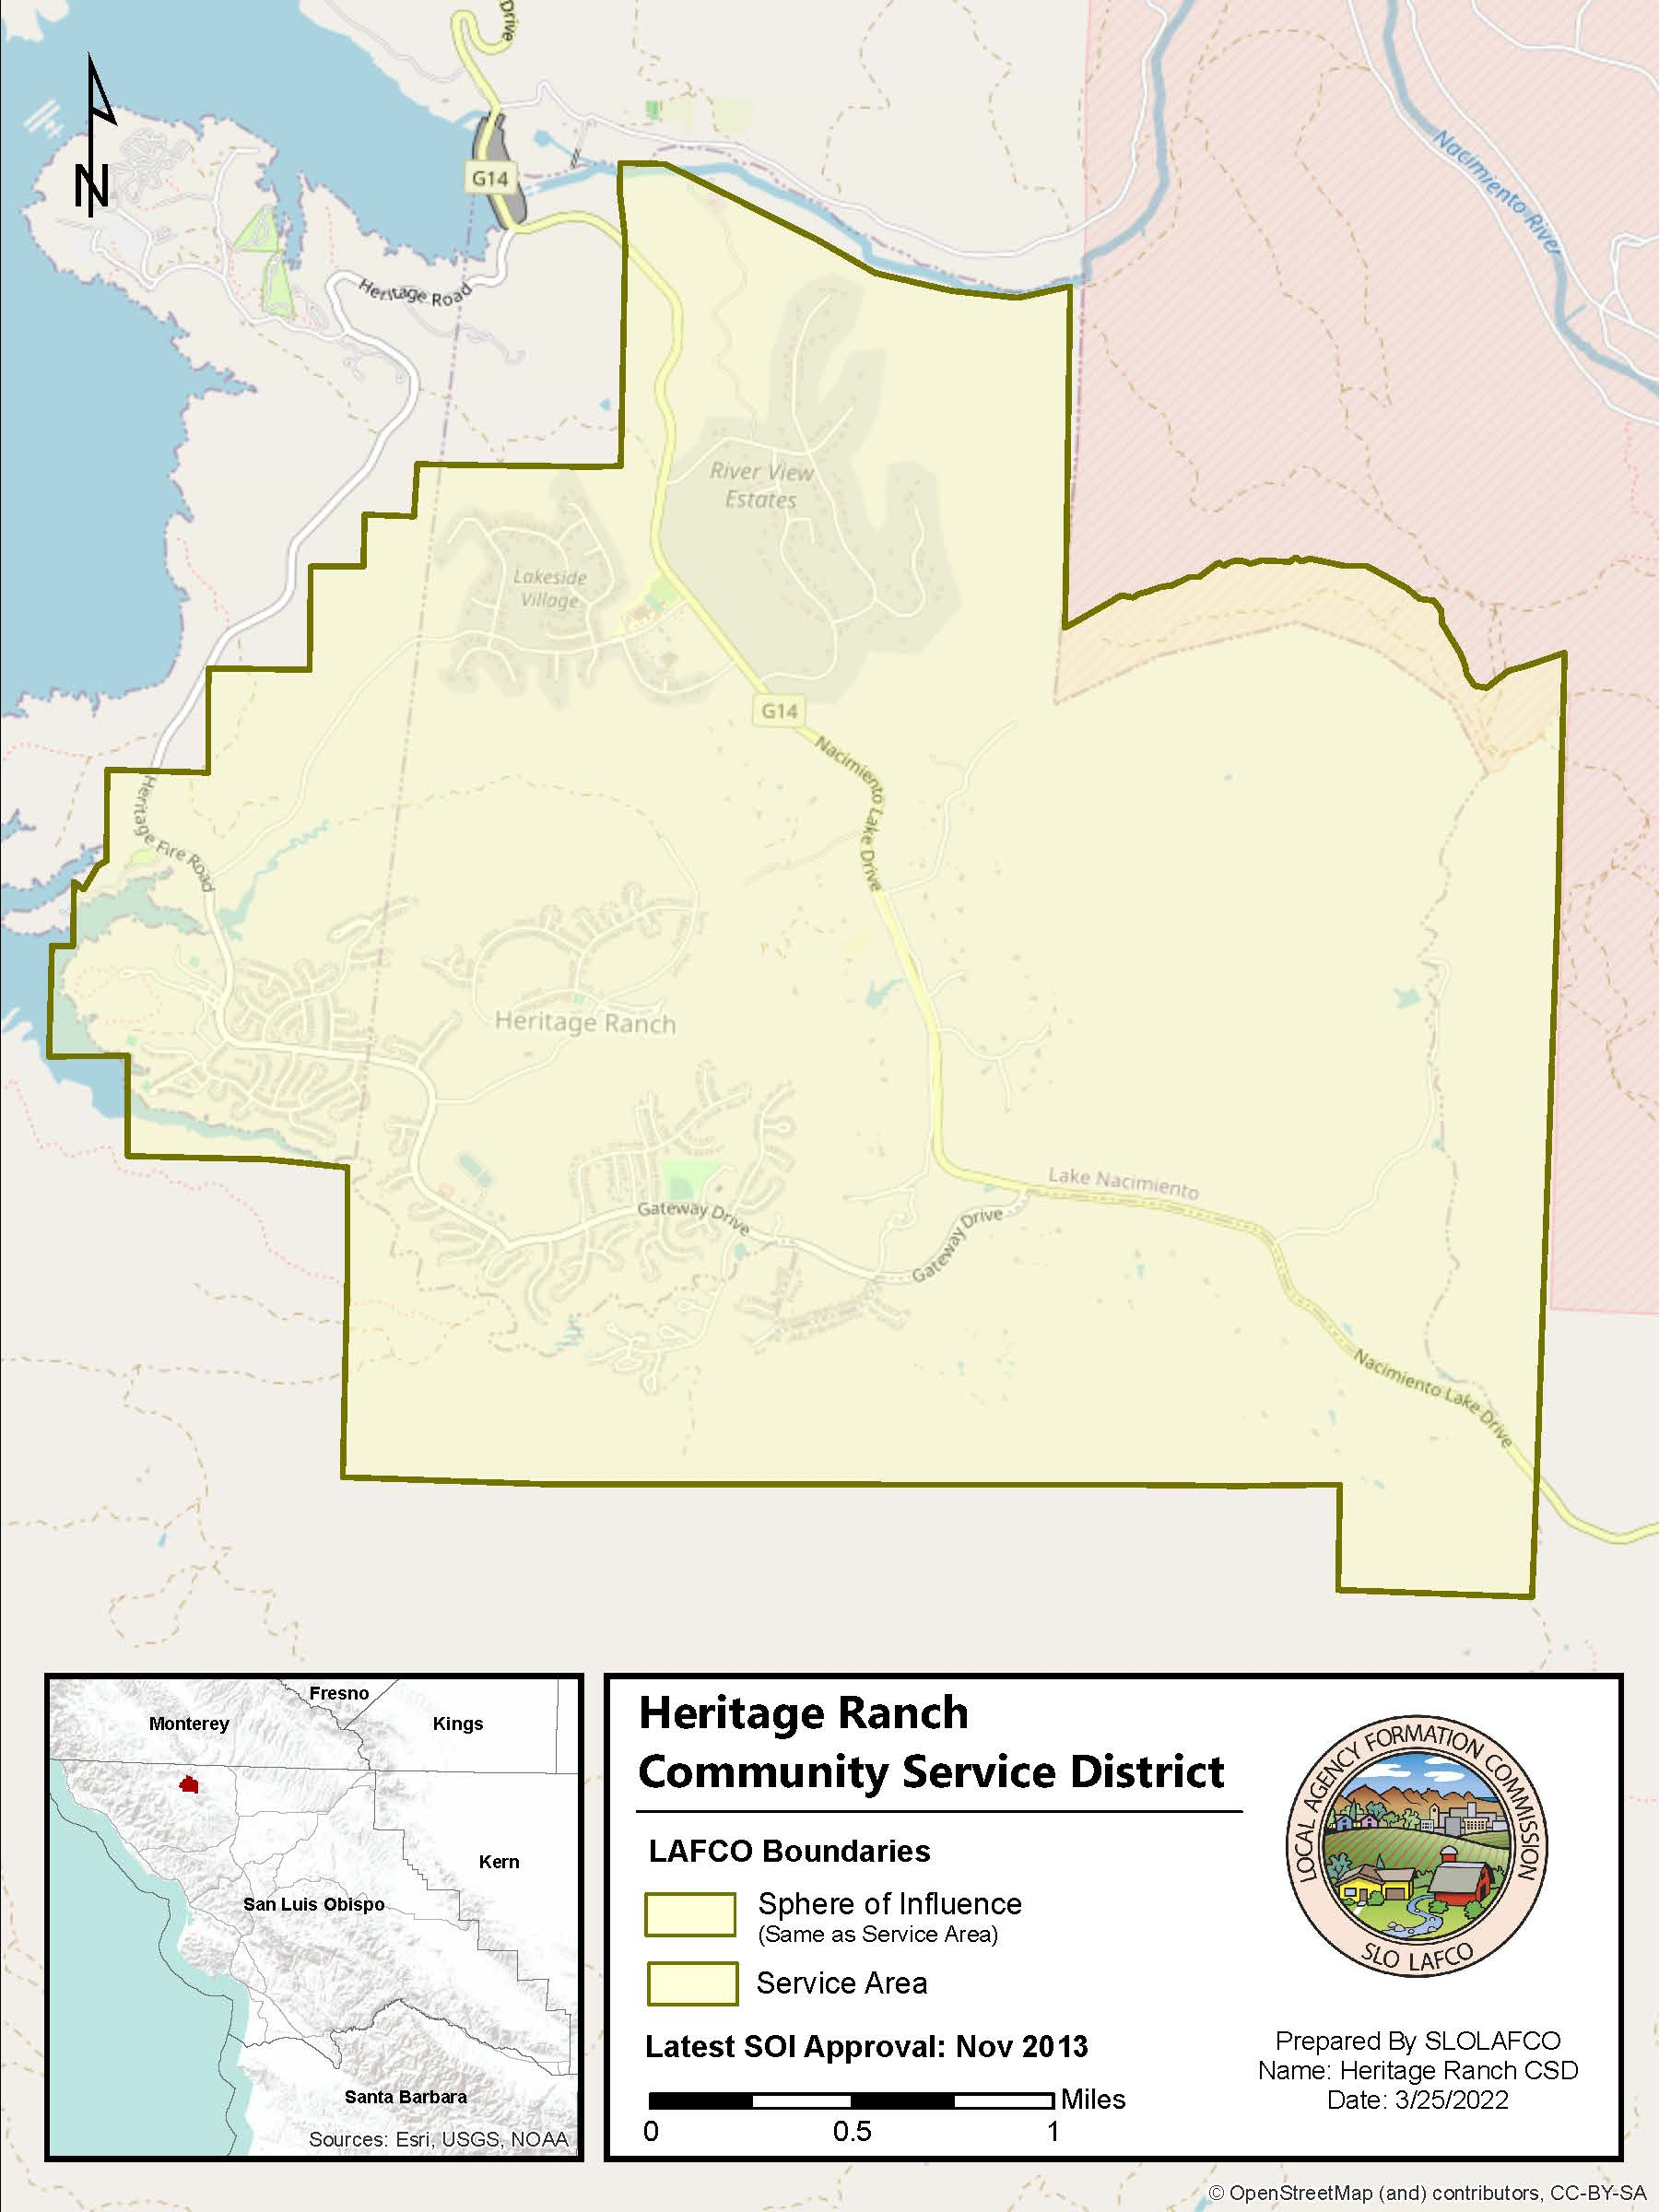 Drive
N
G14
Heritage Road
Nacimiento River
River View
Estates
Lakeside
Village
G14
Nacimiento Lake Drive
Heritage Fire Road
Heritage Ranch
Lake Nacimiento
Gateway Drive
Gateway Drive
Nacimiento Lake Drive
Fresno
Monterey
Kings
Kern
San Luis Obispo
Santa Barbara
Sources: Esri, USGS, NOAA
Heritage Ranch
Community Service District
LAFCO Boundaries
Sphere of Influence
(Same as Service Area)
Service Area
Latest SOI Approval: Nov 2013
Miles
0 0.5 1
LOCAL AGENCY FORMATION COMMISSION
SLO LAFCO
Prepared By SLOLAFCO
Name: Heritage Ranch CSD
Date: 3/25/2022
© OpenStreetMap (and) contributors, CC-BY-SA